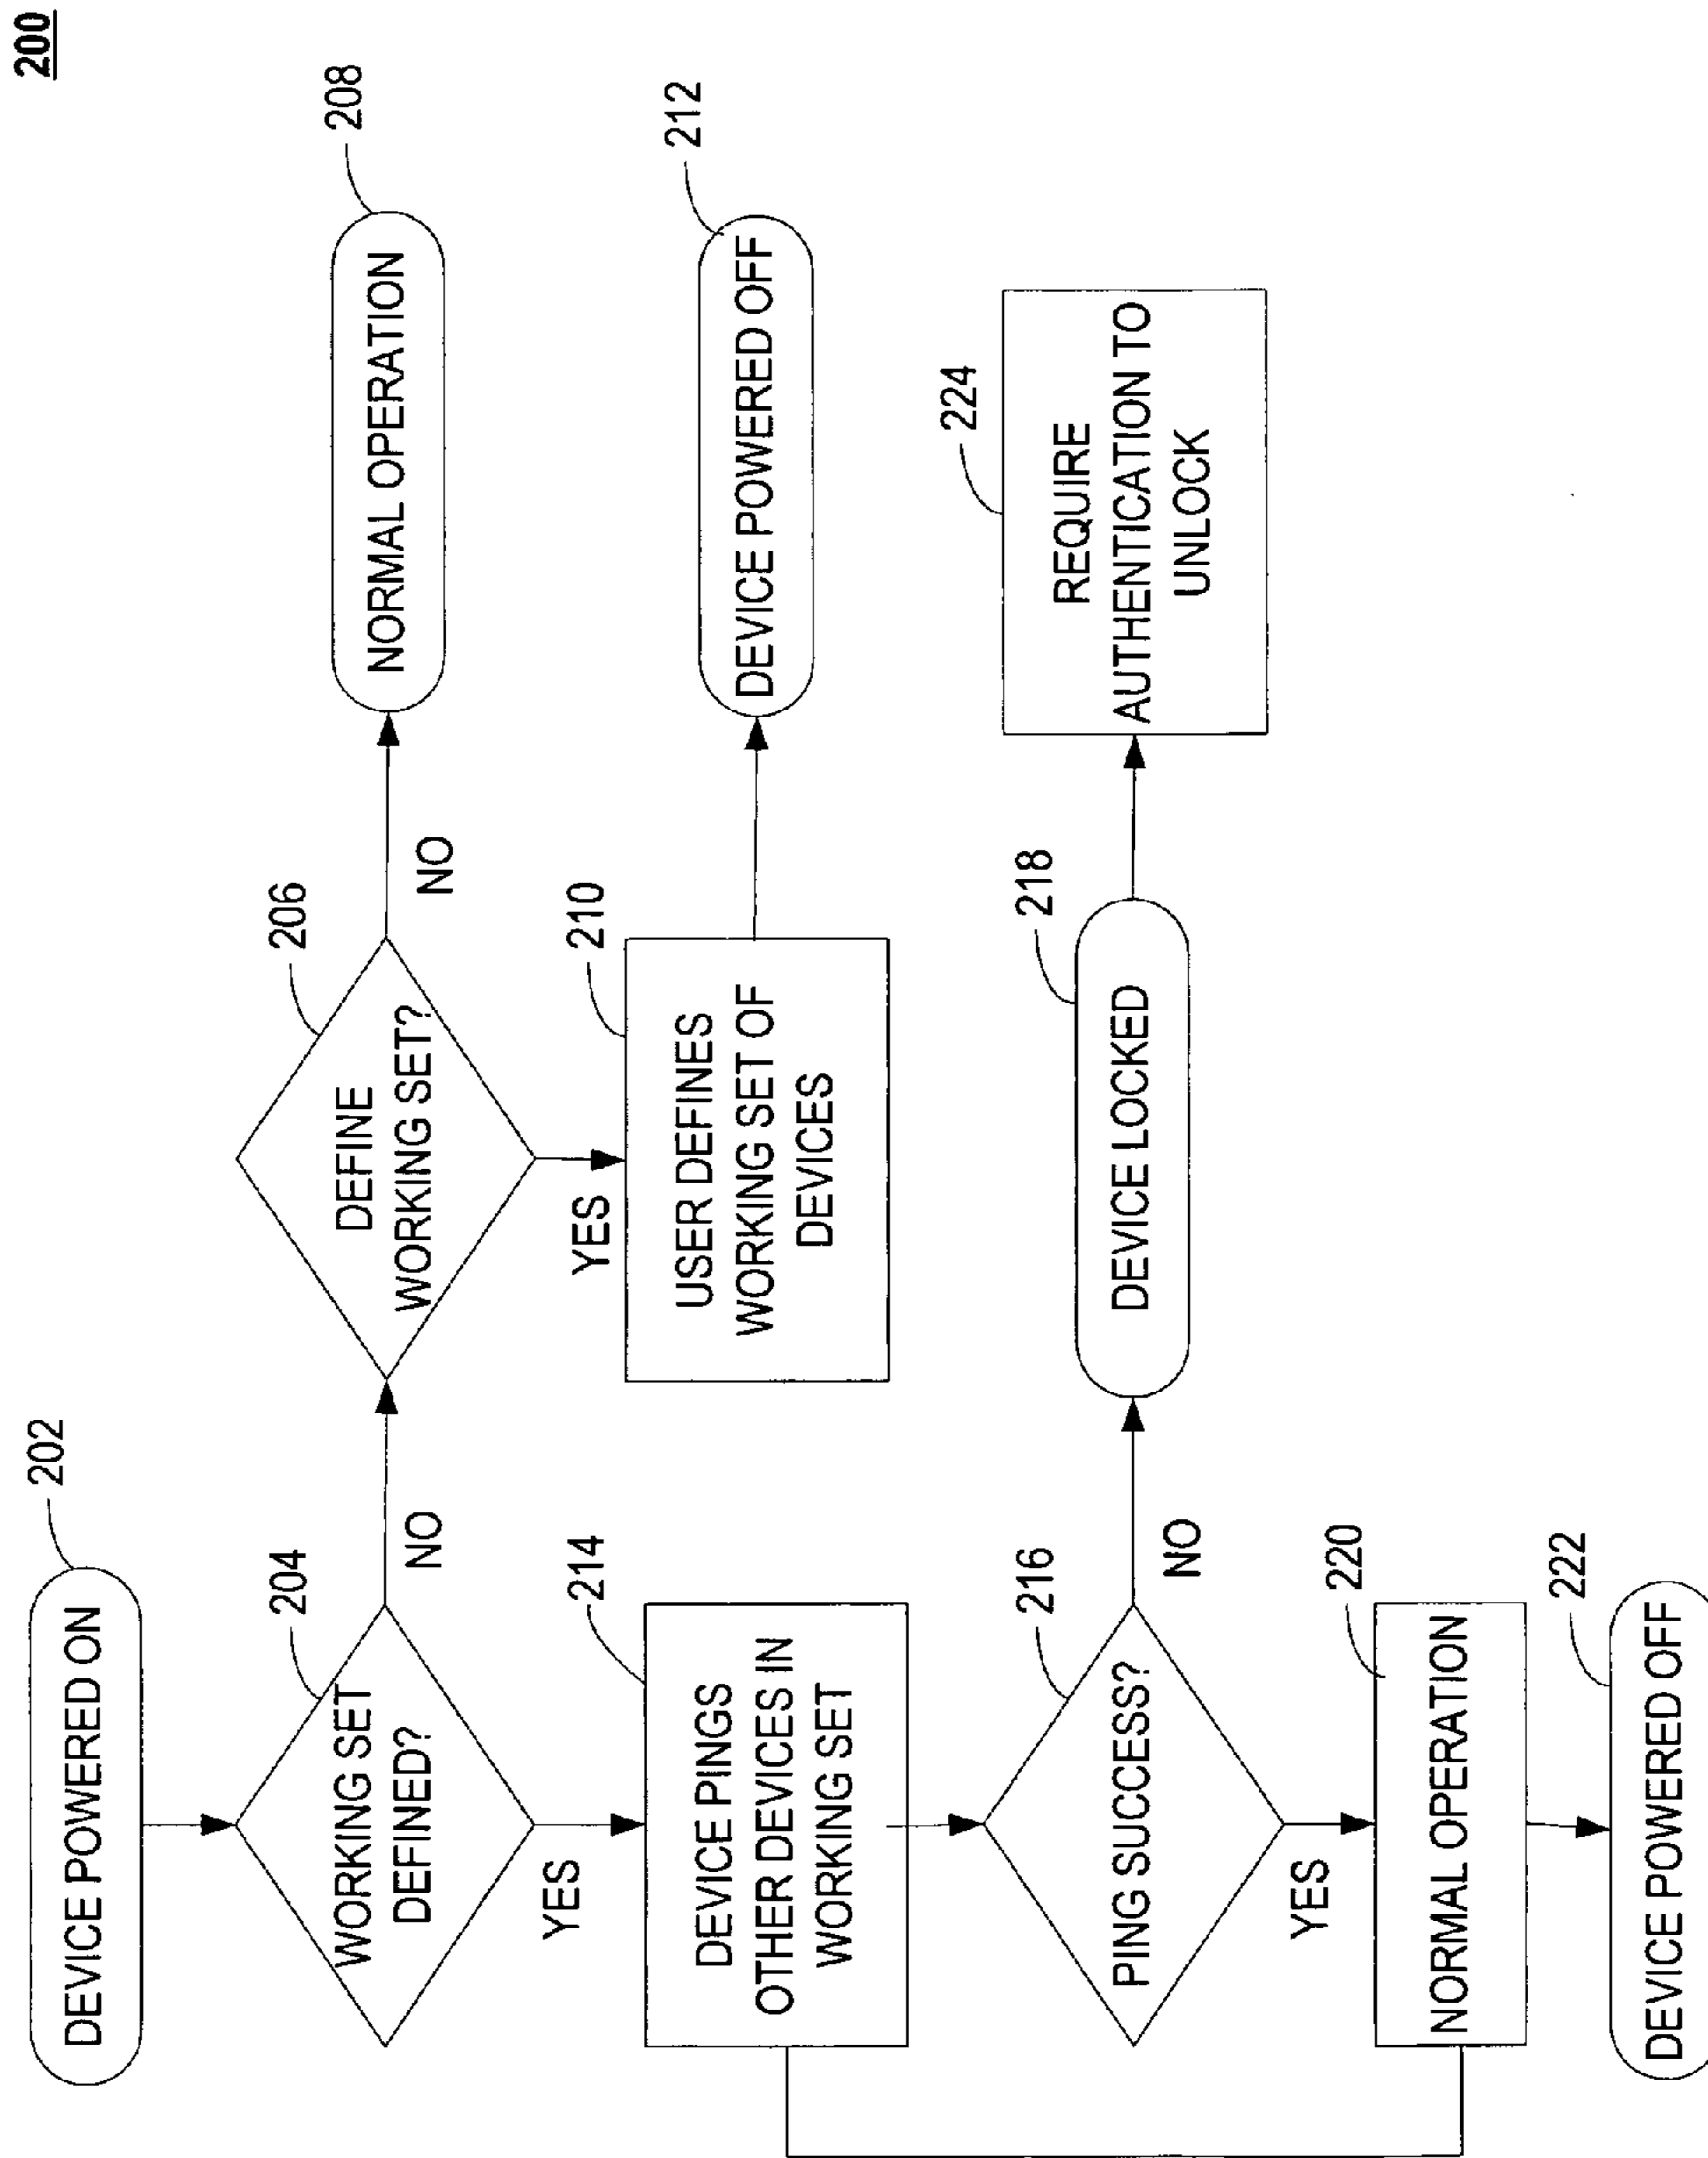 200
202
DEVICE POWERED ON
204
WORKING SET
DEFINED?
NO
YES
206
DEFINE
WORKING SET?
NO
YES
208
NORMAL OPERATION
210
USER DEFINES
WORKING SET OF
DEVICES
212
DEVICE POWERED OFF
214
DEVICE PINGS
OTHER DEVICES IN
WORKING SET
216
PING SUCCESS?
NO
YES
218
DEVICE LOCKED
224
REQUIRE
AUTHENTICATION TO
UNLOCK
220
NORMAL OPERATION
222
DEVICE POWERED OFF